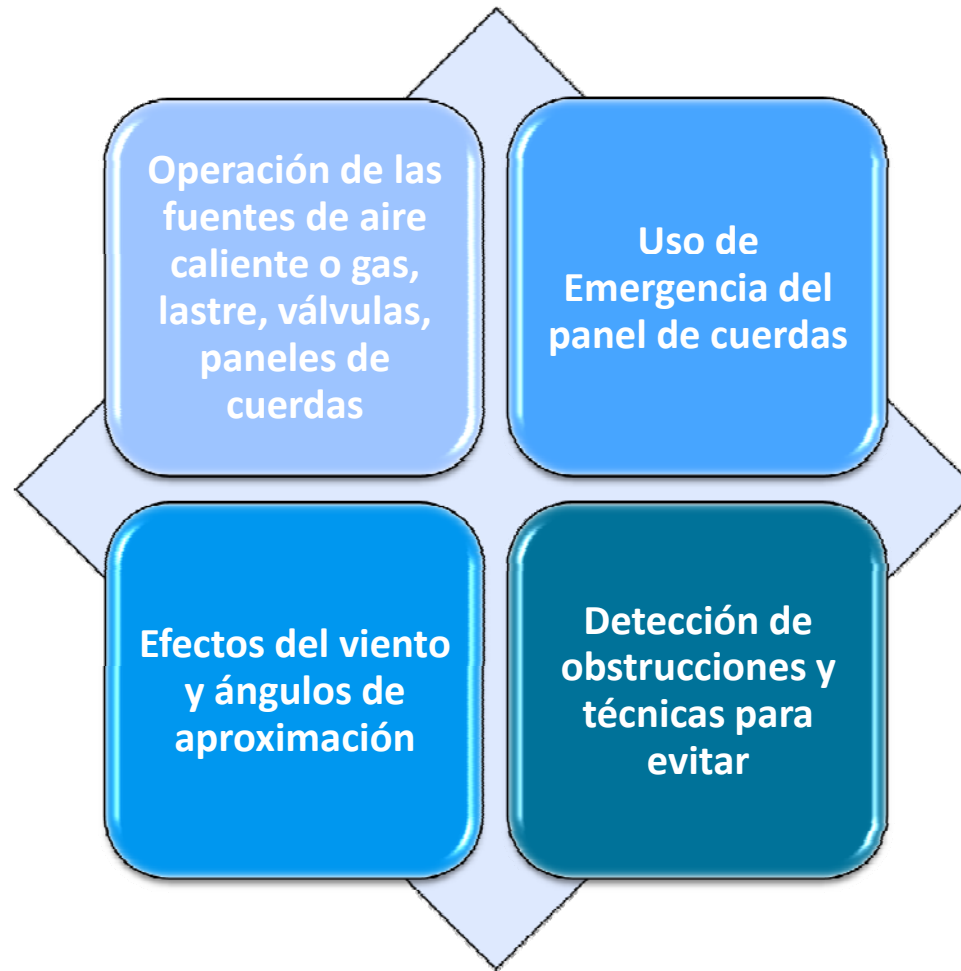 Operación de las
fuentes de aire
caliente o gas,
lastre, válvulas,
paneles de
cuerdas
Uso de
Emergencia del
panel de cuerdas
Efectos del viento
y ángulos de
aproximación
Detección de
obstrucciones y
técnicas para
evitar